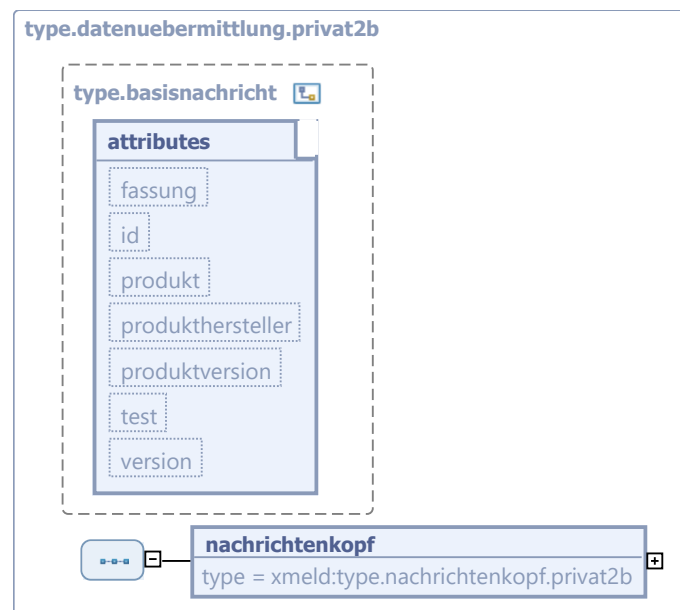 type.datenuebermittlung.privat2b
type.basisnachricht
attributes
fassung
id
produkt
produkthersteller
produktversion
test
version
nachrichtenkopf
type = xmeld:type.nachrichtenkopf.privat2b